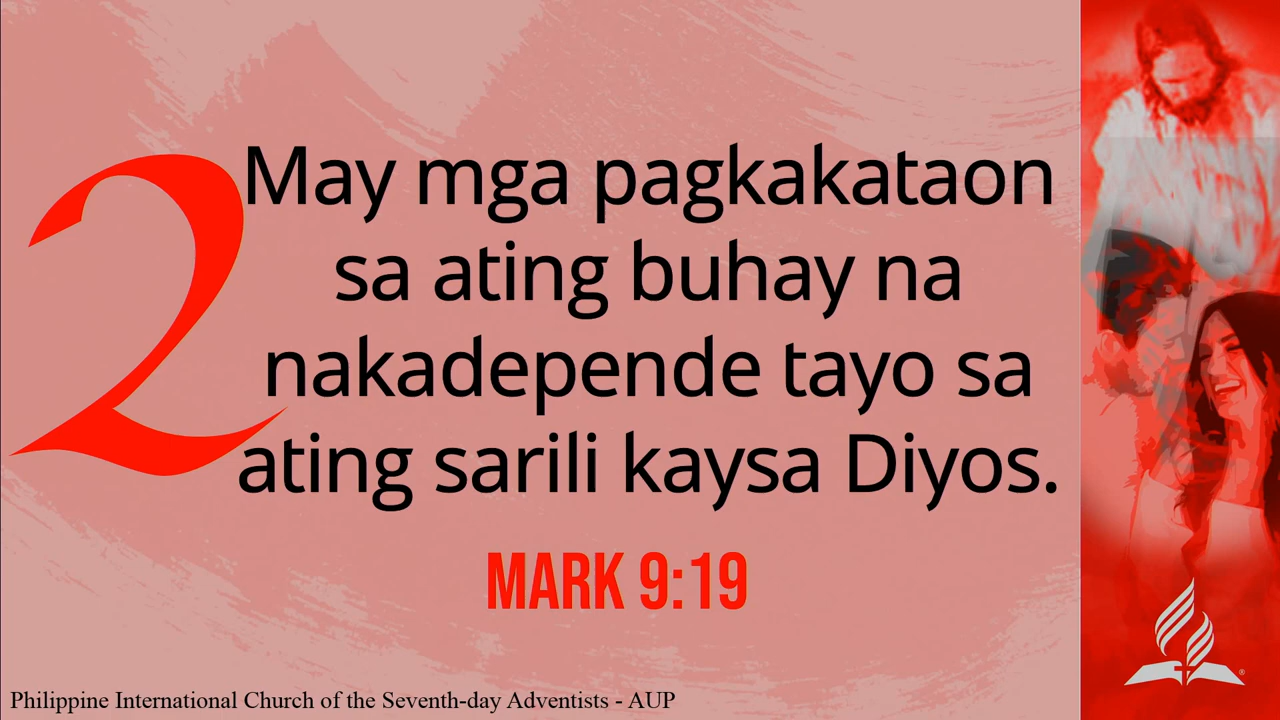 2
May mga pagkakataon
sa ating buhay na
nakadepende tayo sa
ating sarili kaysa Diyos.
MARK 9:19
Philippine International Church of the Seventh-day Adventists - AUP
®